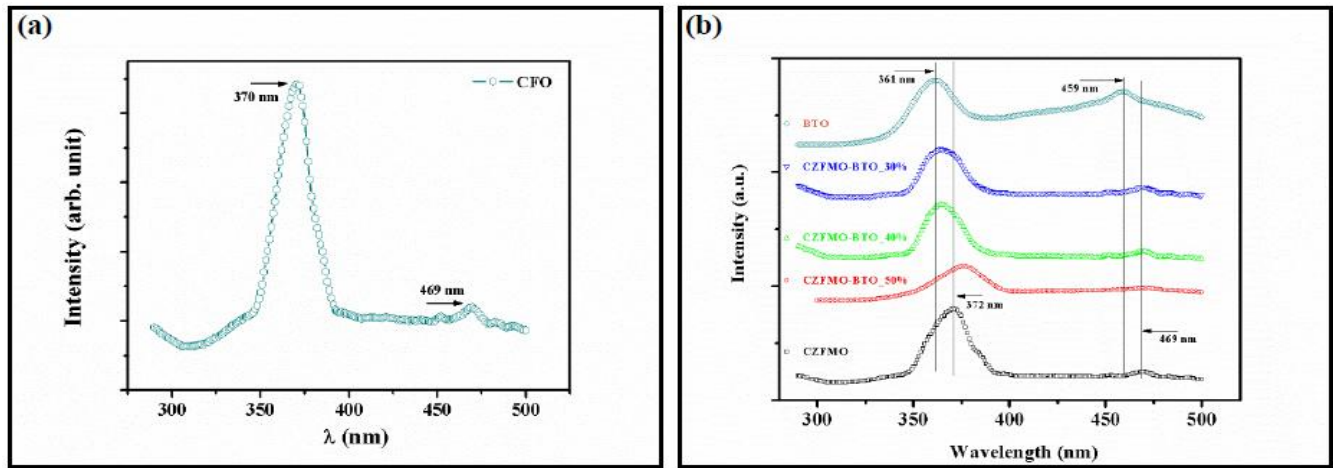 (a)
CFO
370 nm
469 nm
Intensity (arb. unit)
300 350 400 450 500
λ (nm)
(b)
361 nm
459 nm
BTO
CZFMO-BTO_30%
CZFMO-BTO_40%
CZFMO-BTO_50%
372 nm
469 nm
CZFMO
Intensity (a.u.)
300 350 400 450 500
Wavelength (nm)